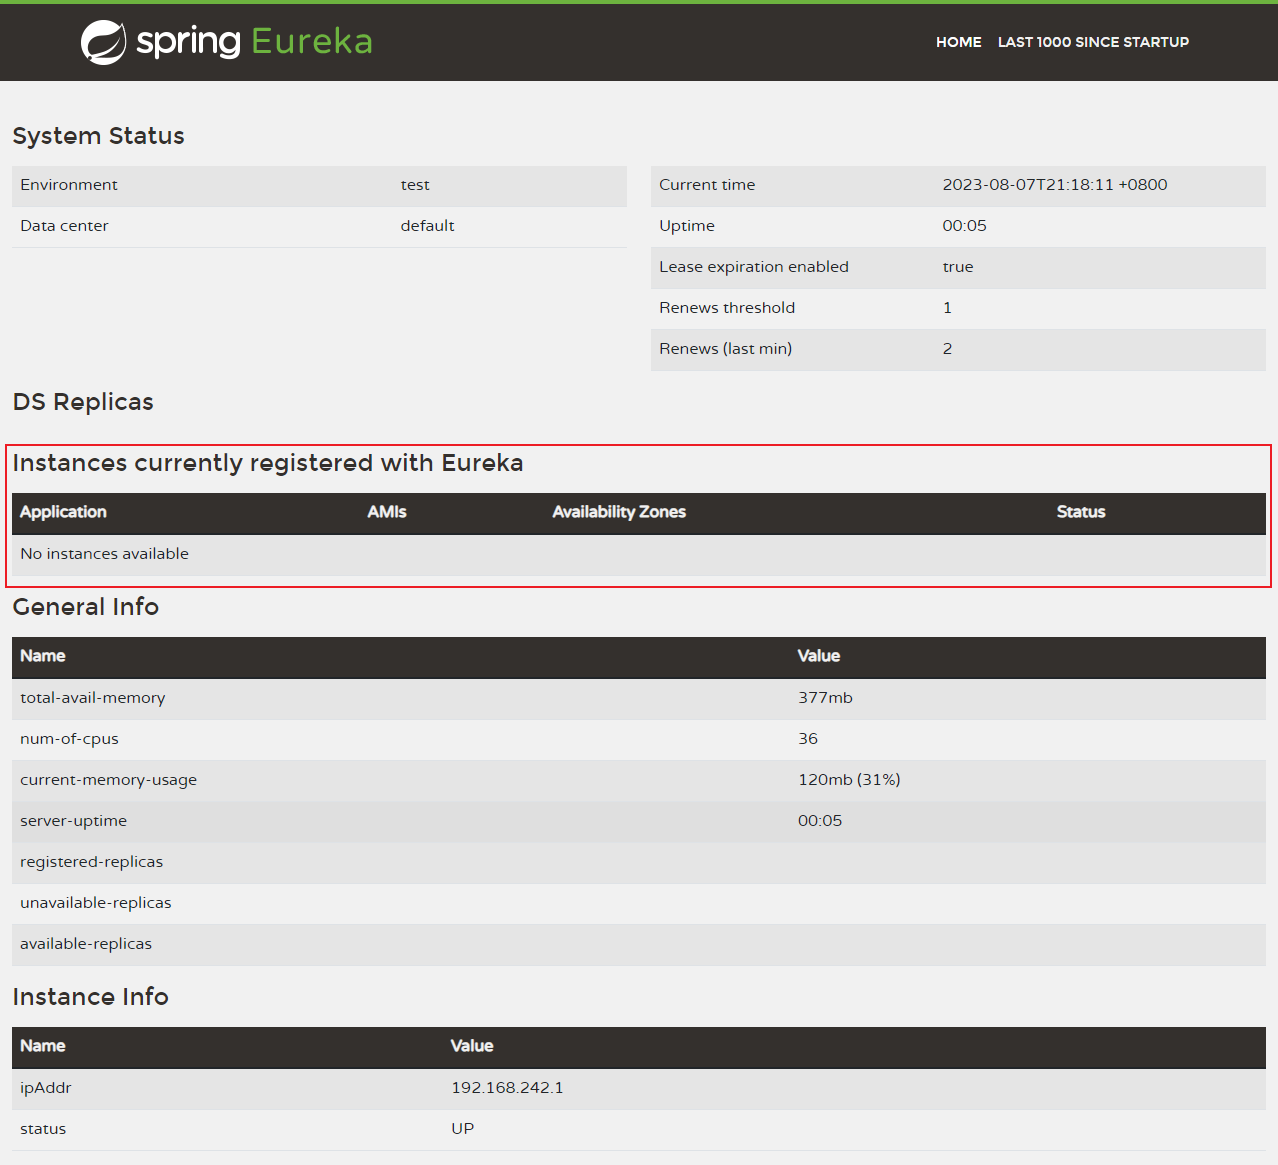 spring Eureka
HOME LAST 1000 SINCE STARTUP
System Status
Environment test
Data center default
Current time 2023-08-07T21:18:11 +0800
Uptime 00:05
Lease expiration enabled true
Renews threshold 1
Renews (last min) 2
DS Replicas
Instances currently registered with Eureka
Application AMIs Availability Zones Status
No instances available
General Info
Name Value
total-avail-memory 377mb
num-of-cpus 36
current-memory-usage 120mb (31%)
server-uptime 00:05
registered-replicas
unavailable-replicas
available-replicas
Instance Info
Name Value
ipAddr 192.168.242.1
status UP